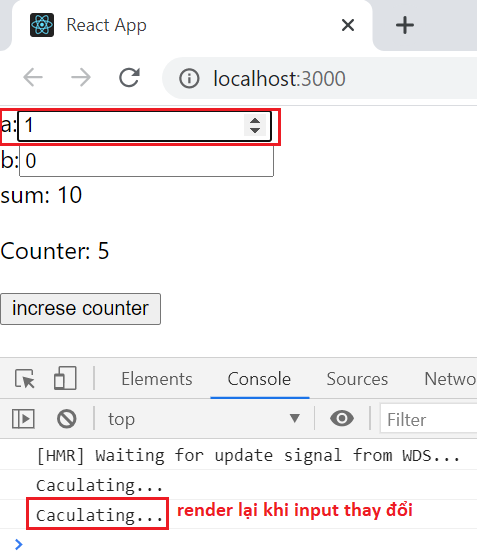 React App
localhost:3000
a: 1
b: 0
sum: 10
Counter: 5
increse counter
Elements Console Sources Netwo
top Filter
[HMR] Waiting for update signal from WDS...
Caculating...
Caculating... render lại khi input thay đổi